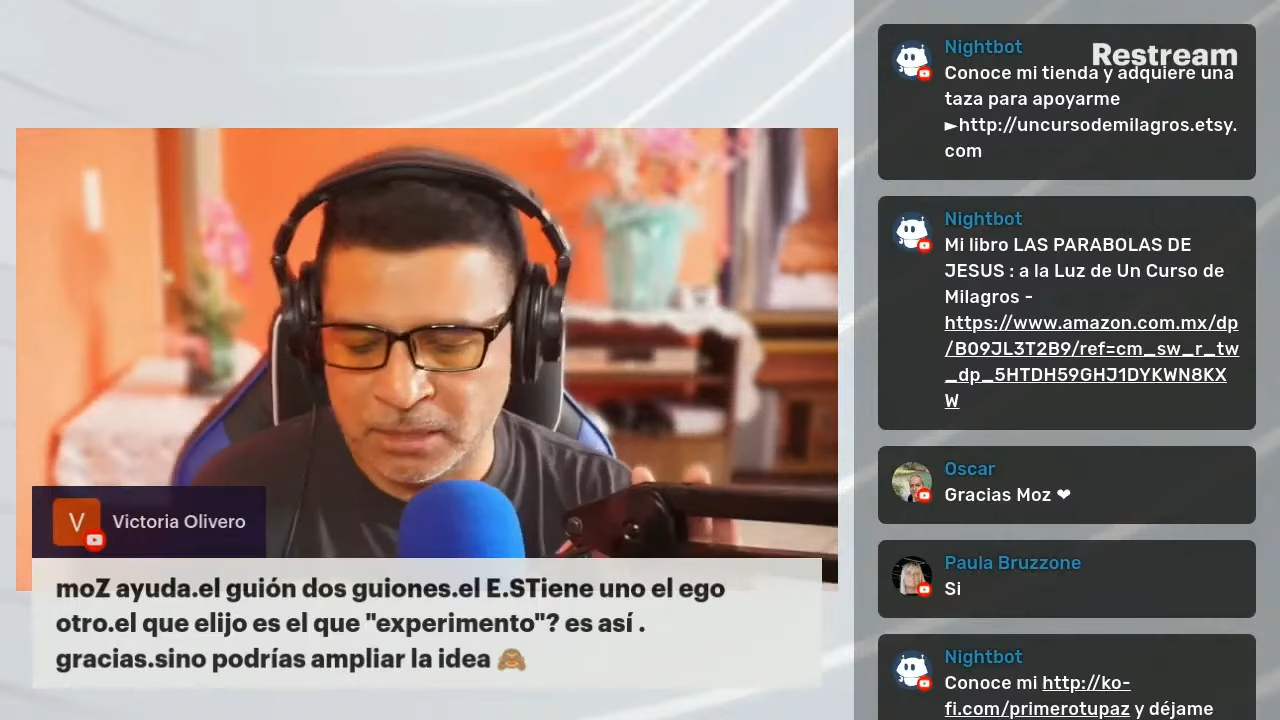 Restream
Nightbot
Conoce mi tienda y adquiere una
taza para apoyarme
►http://uncursodemilagros.etsy.
com
Nightbot
Mi libro LAS PARABOLAS DE
JESUS : a la Luz de Un Curso de
Milagros -
https://www.amazon.com.mx/dp
/B09JL3T2B9/ref=cm_sw_r_tw
_dp_5HTDH59GHJ1DYKWN8KX
W
Oscar
Gracias Moz ❤
Paula Bruzzone
Si
Nightbot
Conoce mi http://ko-
fi.com/primerotupaz y déjame
V
Victoria Olivero
moZ ayuda.el guión dos guiones.el E.STiene uno el ego
otro.el que elijo es el que "experimento"? es así .
gracias.sino podrías ampliar la idea 🙈